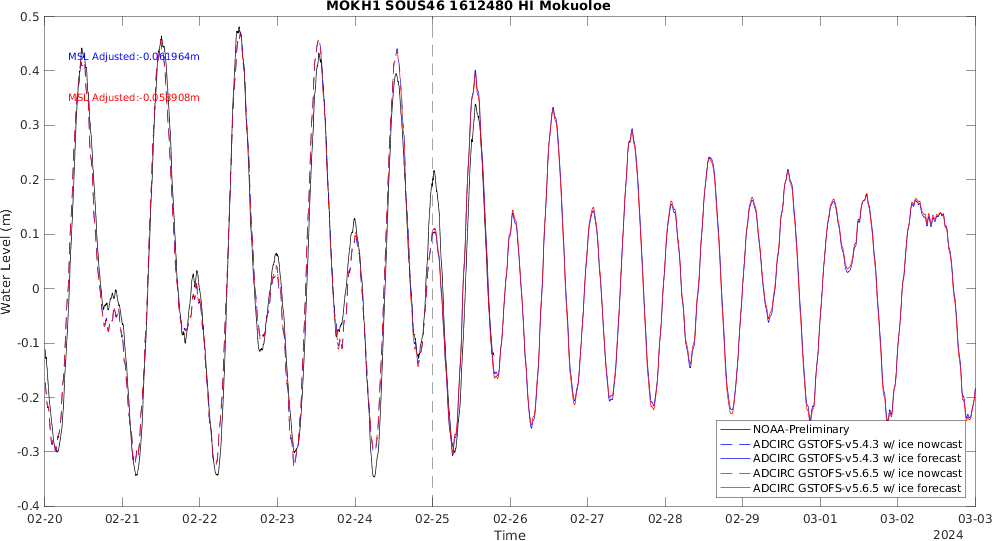 MOKH1 SOUS46 1612480 HI Mokuoloe
0.5
0.4
0.3
0.2
0.1
0
-0.1
-0.2
-0.3
-0.4
Water Level (m)
MSL Adjusted:-0.061964m
MSL Adjusted:-0.058908m
NOAA-Preliminary
ADCIRC GSTOFS-v5.4.3 w/ ice nowcast
ADCIRC GSTOFS-v5.4.3 w/ ice forecast
ADCIRC GSTOFS-v5.6.5 w/ ice nowcast
ADCIRC GSTOFS-v5.6.5 w/ ice forecast
02-20 02-21 02-22 02-23 02-24 02-25 02-26 02-27 02-28 02-29 03-01 03-02 03-03
Time
2024